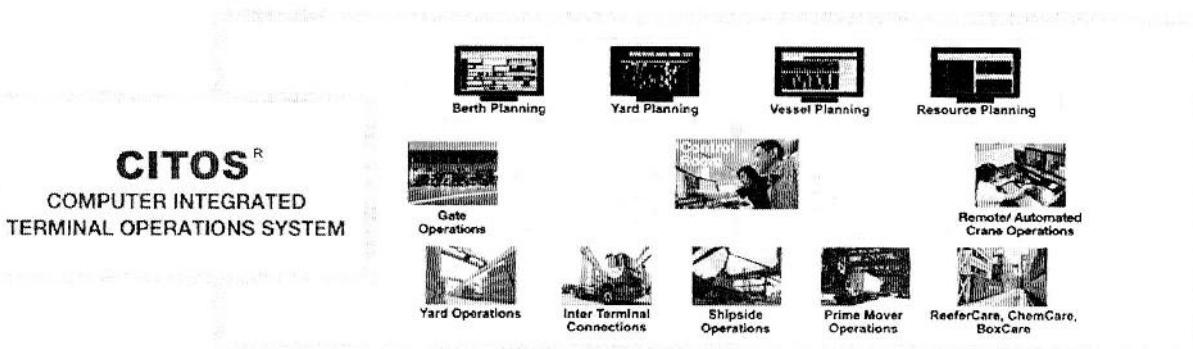 Berth Planning
Yard Planning
Vessel Planning
Resource Planning
CITOS R
COMPUTER INTEGRATED
TERMINAL OPERATIONS SYSTEM
Control
Room
Gate
Operations
Remote/ Automated
Crane Operations
Yard Operations
Inter Terminal
Connections
Shipside
Operations
Prime Mover
Operations
ReeferCare, ChemCare,
BoxCare